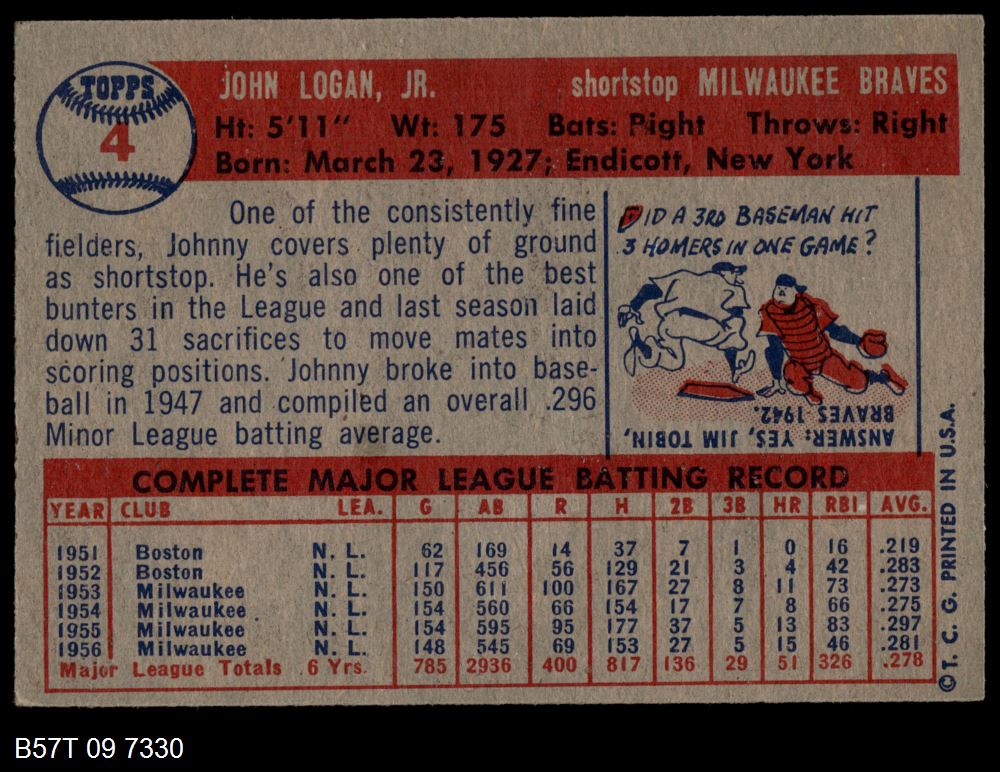 TOPPS
4
JOHN LOGAN, JR. shortstop MILWAUKEE BRAVES
Ht: 5'11" Wt: 175 Bats: Right Throws: Right
Born: March 23, 1927; Endicott, New York
One of the consistently fine
fielders, Johnny covers plenty of ground
as shortstop. He's also one of the best
bunters in the League and last season laid
down 31 sacrifices to move mates into
scoring positions. Johnny broke into base-
ball in 1947 and compiled an overall .296
Minor League batting average.
DID A 3RD BASEMAN HIT
3 HOMERS IN ONE GAME?
ANSWER: YES, JIM TOBIN,
BRAVES 1942.
COMPLETE MAJOR LEAGUE BATTING RECORD
YEAR CLUB LEA. G AB R H 2B 3B HR RBI AVG.
1951 Boston N. L. 62 169 14 37 7 1 0 16 .219
1952 Boston N. L. 117 456 56 129 21 3 4 42 .283
1953 Milwaukee N. L. 150 611 100 167 27 8 11 73 .273
1954 Milwaukee N. L. 154 560 66 154 17 7 8 66 .275
1955 Milwaukee N. L. 154 595 95 177 37 5 13 83 .297
1956 Milwaukee N. L. 148 545 69 153 27 5 15 46 .281
Major League Totals 6 Yrs. 785 2936 400 817 136 29 51 326 .278
© T. C. G. PRINTED IN U.S.A.
B57T 09 7330